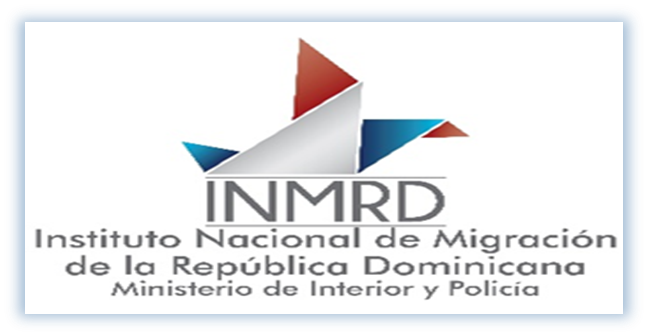 INMRD
Instituto Nacional de Migración
de la República Dominicana
Ministerio de Interior y Policía